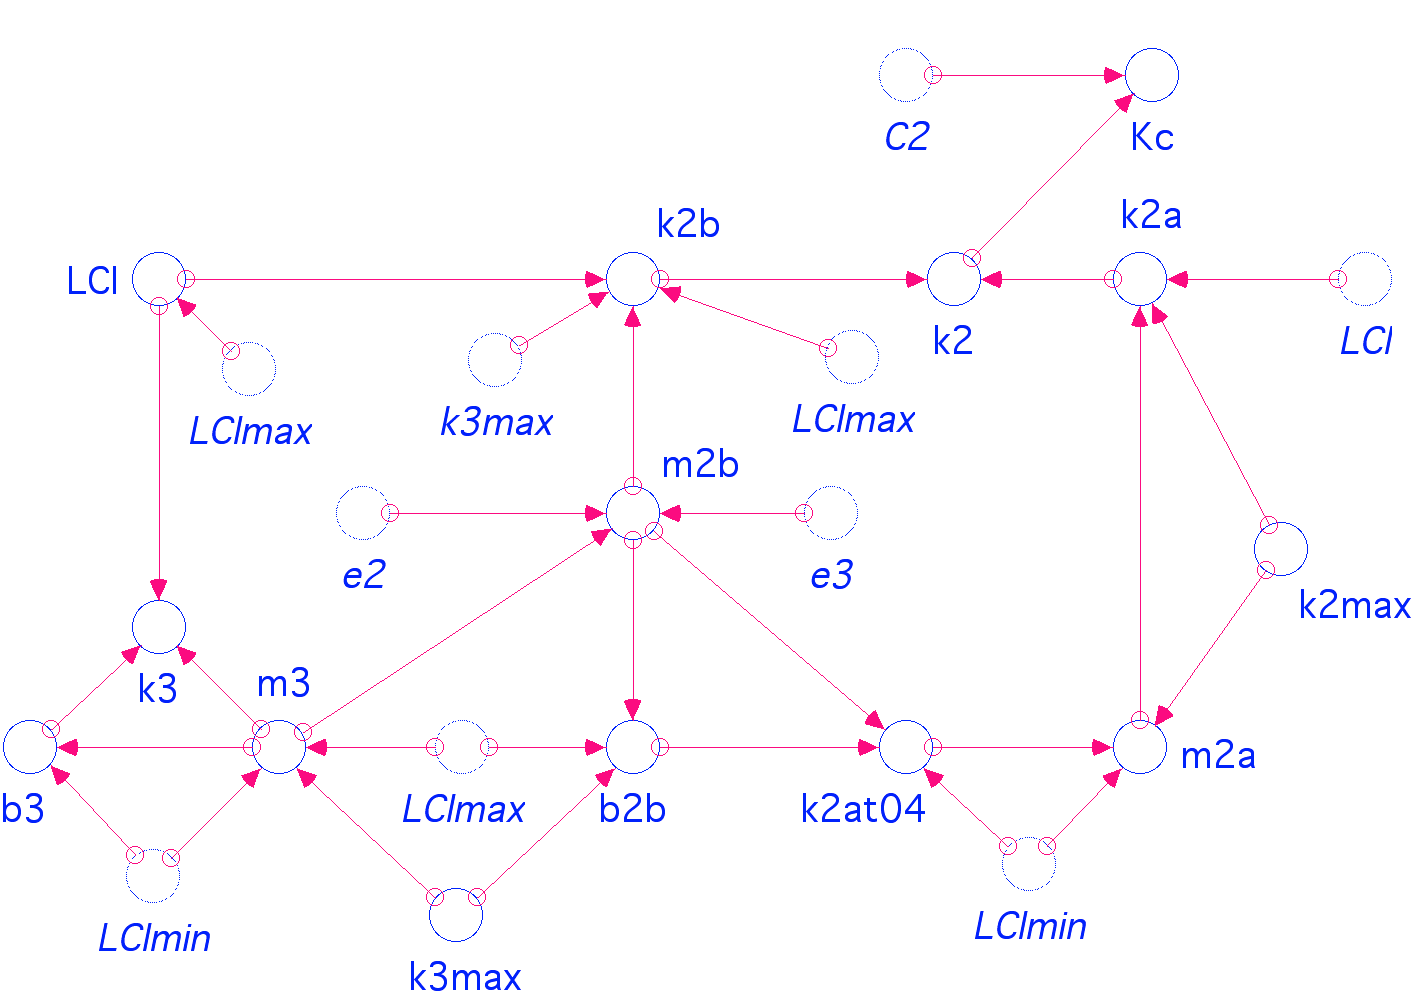 C2
Kc
k2b
k2a
LCl
k2
LCl
LClmax
k3max
LClmax
m2b
e2
e3
k2max
k3
m3
b3
LClmax
b2b
k2at04
m2a
LClmin
LClmin
k3max